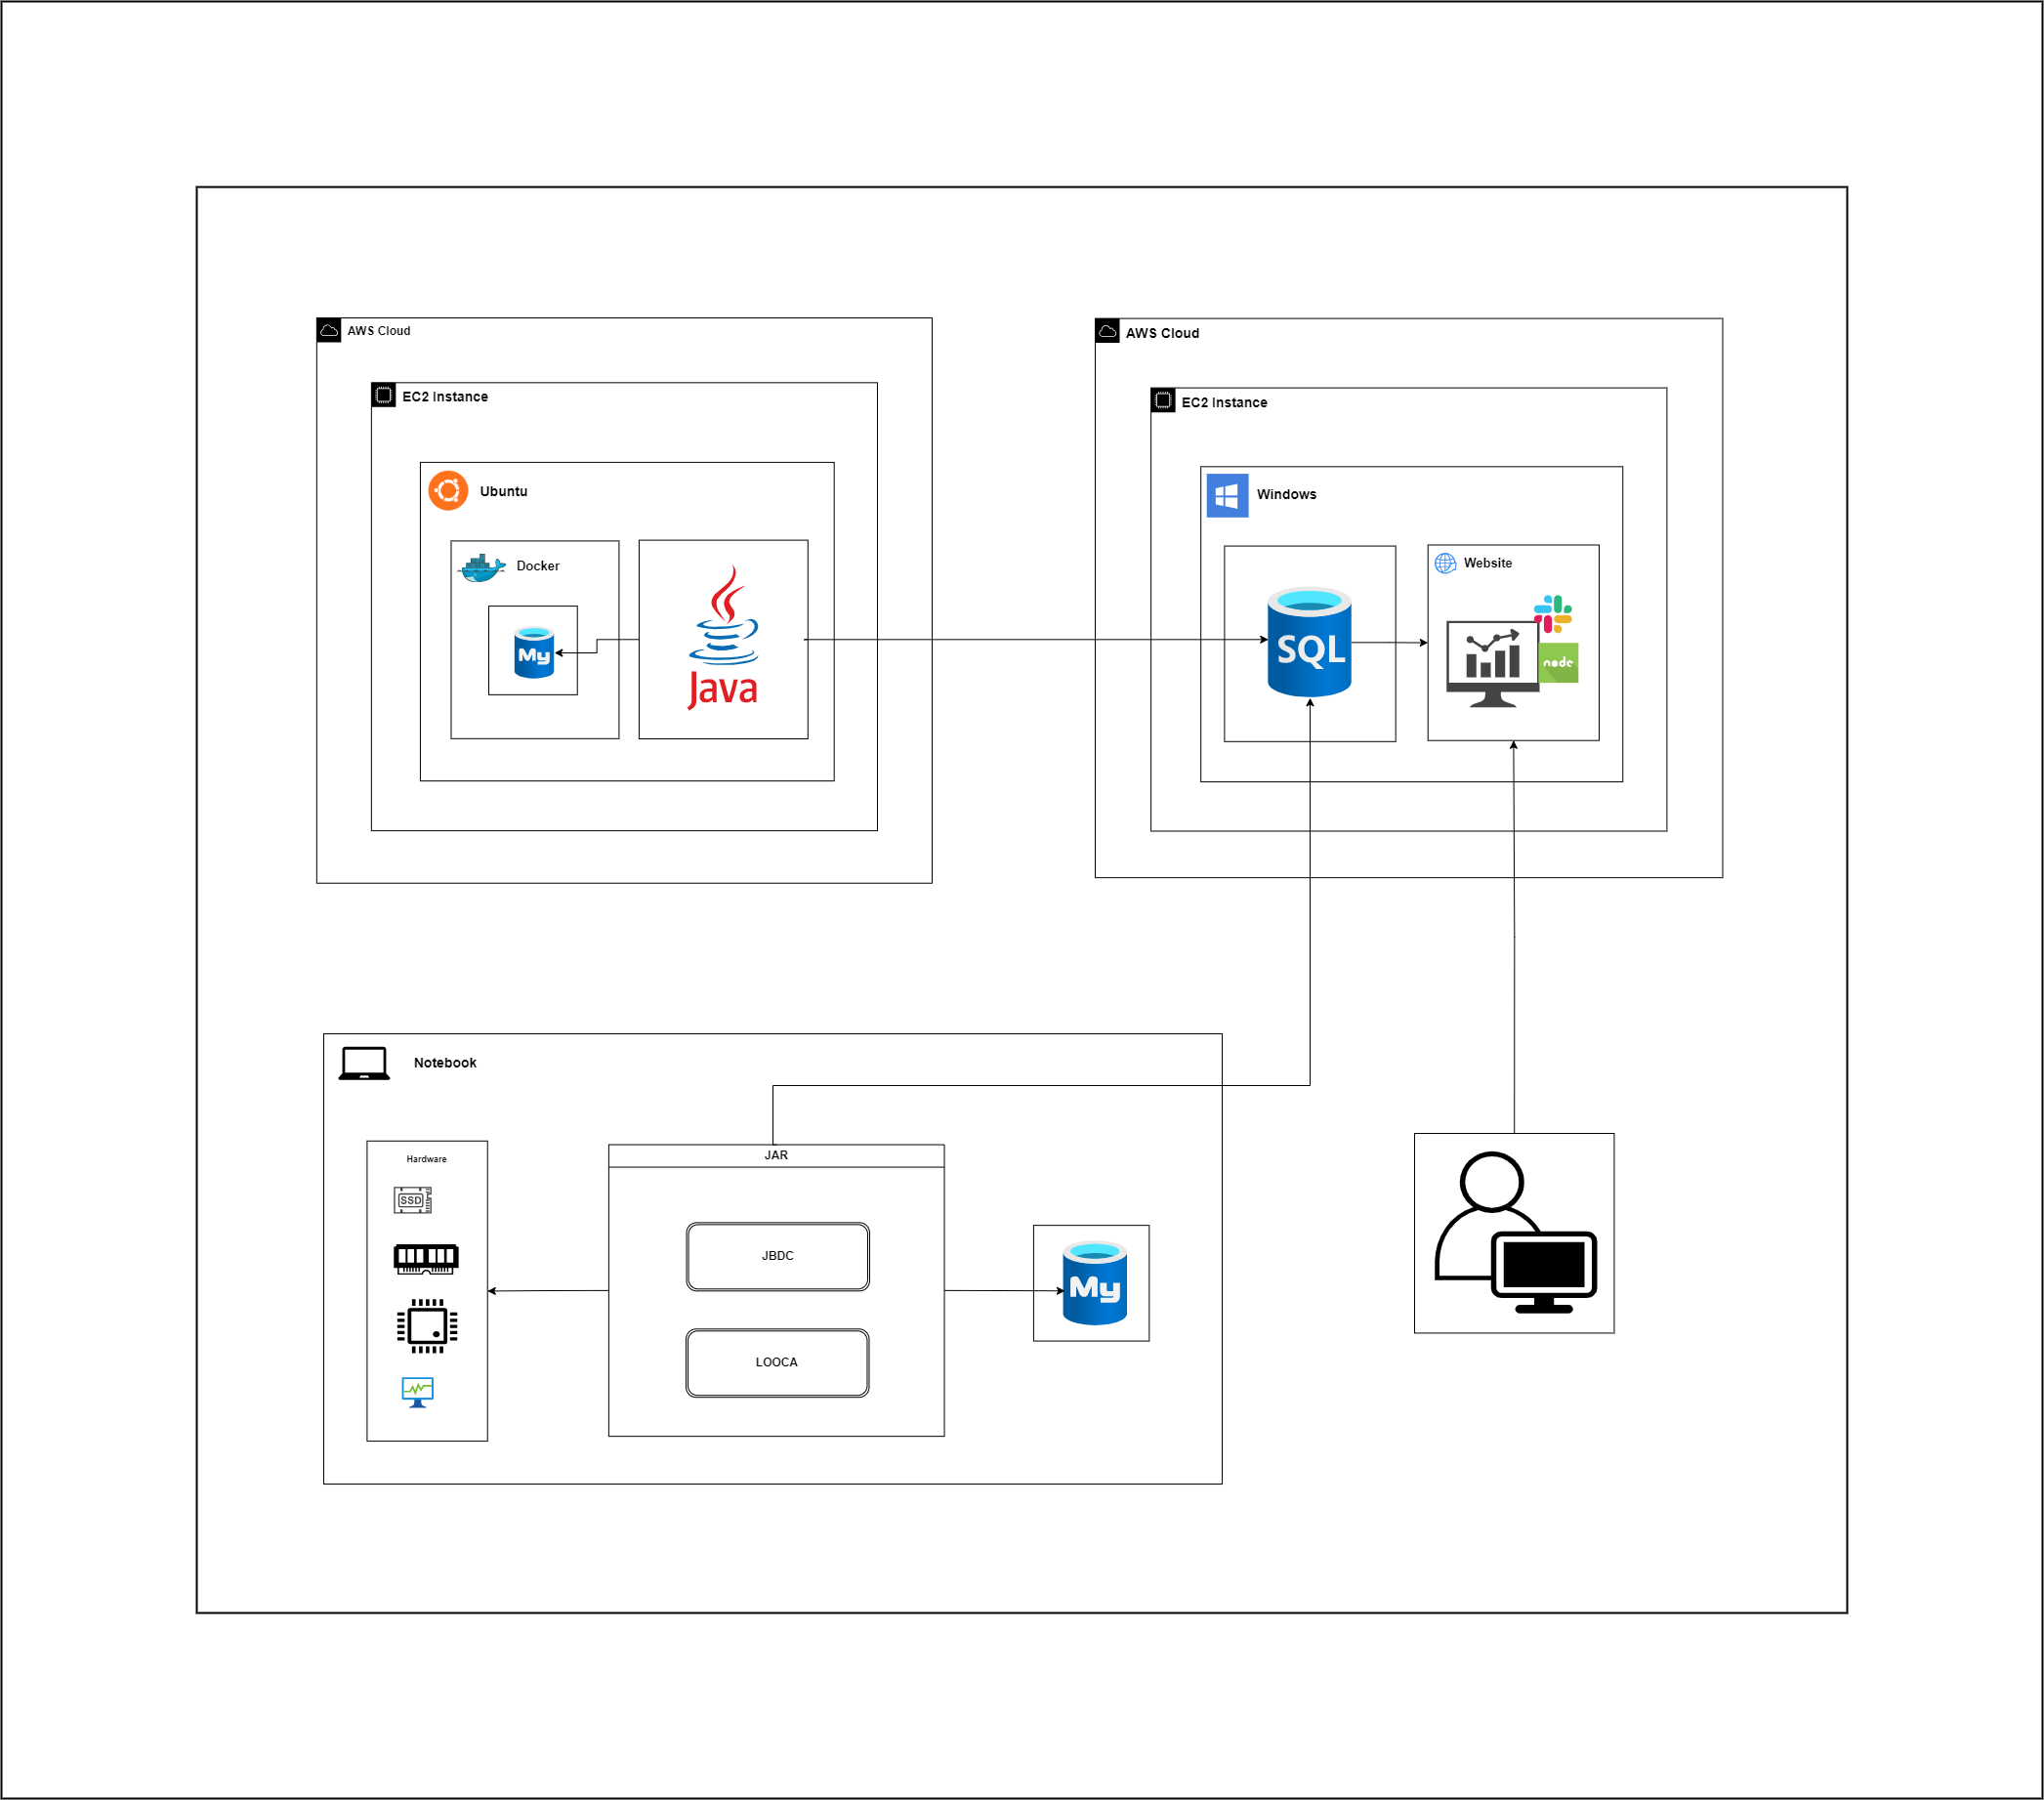 AWS Cloud
EC2 Instance
Ubuntu
Docker
My
Java
AWS Cloud
EC2 Instance
Windows
SQL
Website
node
Notebook
Hardware
SSD
JAR
JBDC
LOOCA
My